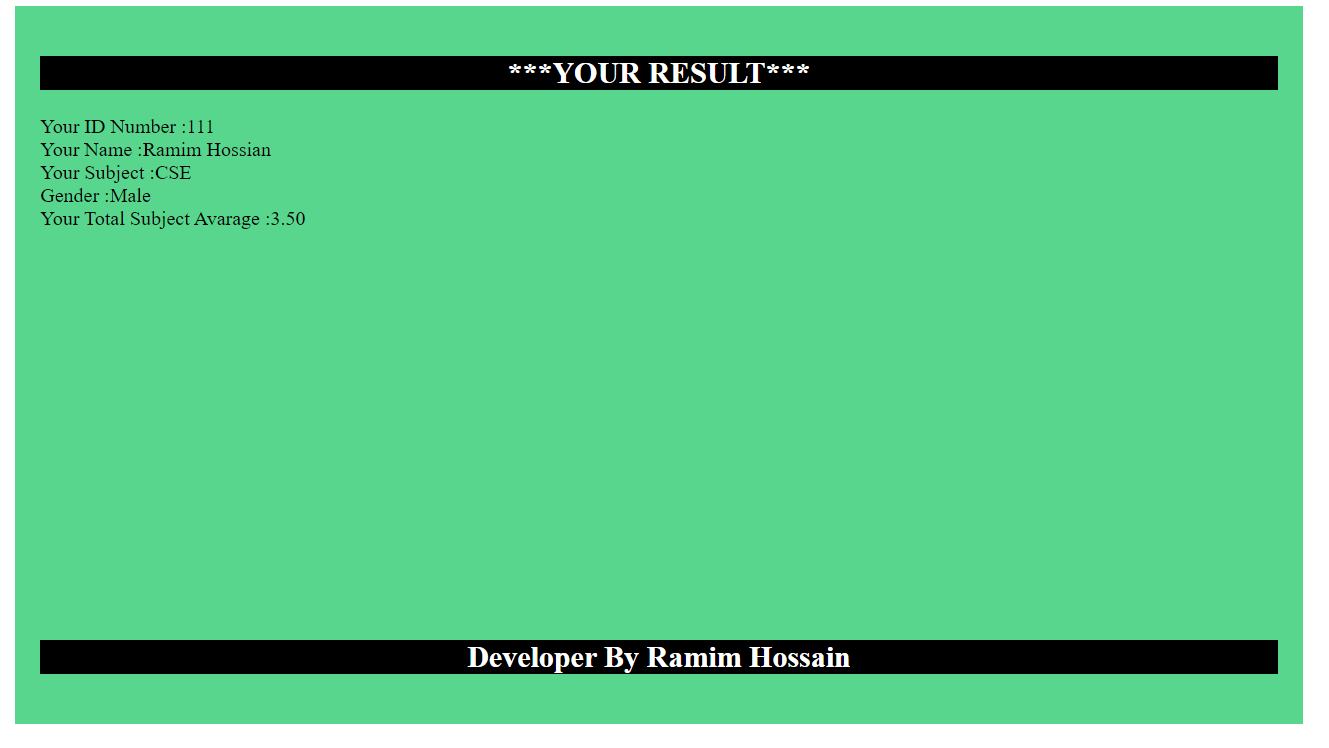 ***YOUR RESULT***
Your ID Number :111
Your Name :Ramim Hossian
Your Subject :CSE
Gender :Male
Your Total Subject Avarage :3.50
Developer By Ramim Hossain